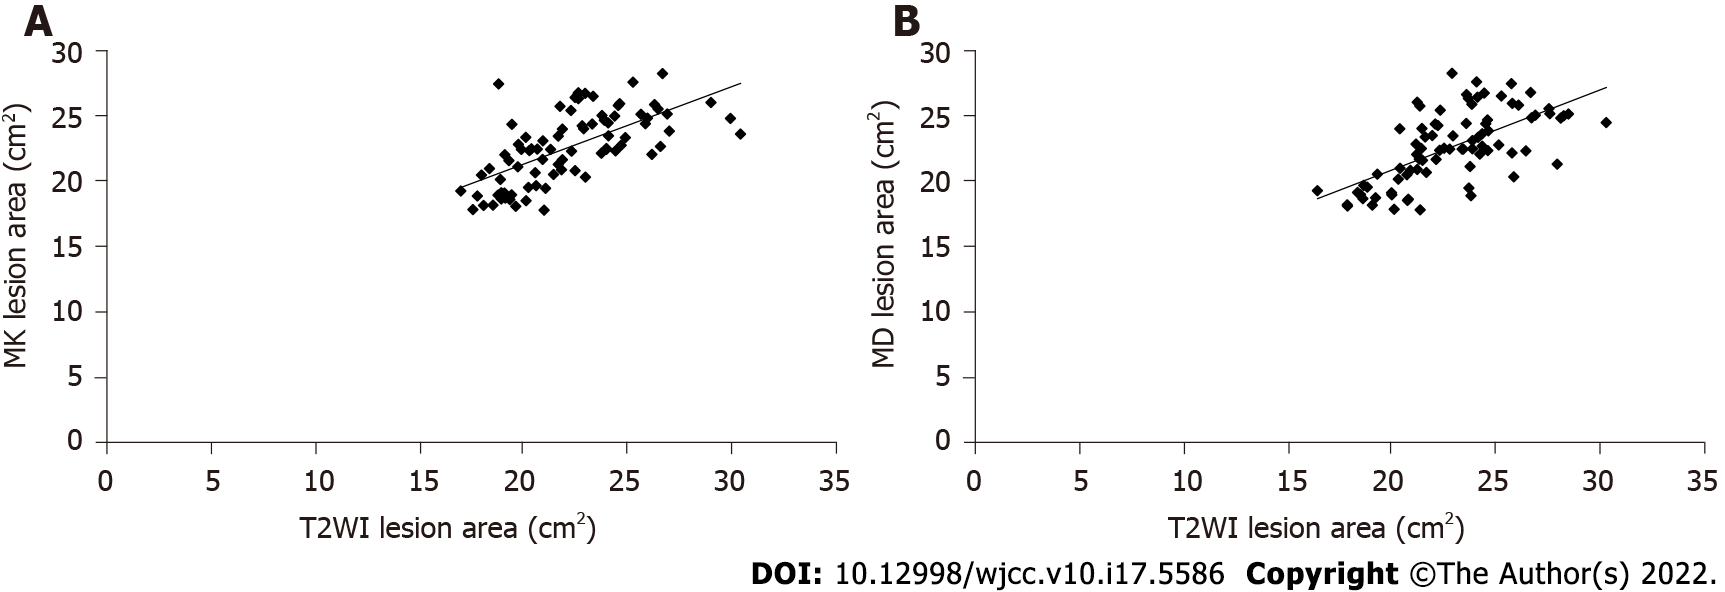 A
30
25
20
15
10
5
0
MK lesion area (cm²)
0 5 10 15 20 25 30 35
T2WI lesion area (cm²)
B
30
25
20
15
10
5
0
MD lesion area (cm²)
0 5 10 15 20 25 30 35
T2WI lesion area (cm²)
DOI: 10.12998/wjcc.v10.i17.5586 Copyright ©The Author(s) 2022.